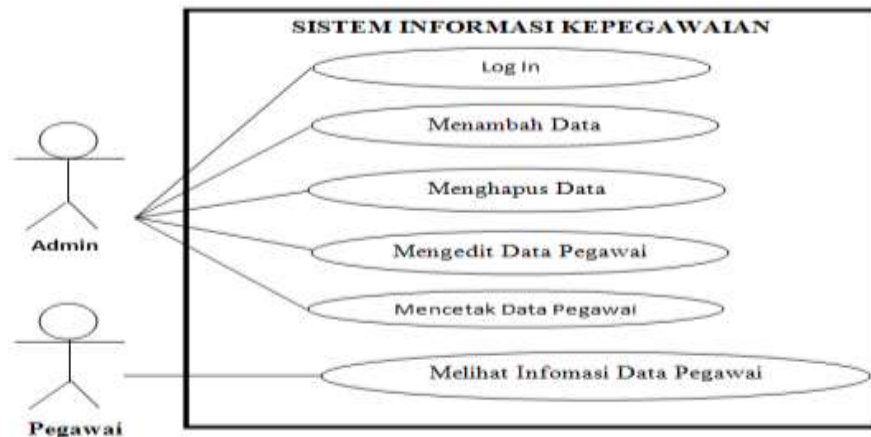 SISTEM INFORMASI KEPEGAWAIAN
Log In
Menambah Data
Menghapus Data
Admin
Mengedit Data Pegawai
Mencetak Data Pegawai
Melihat Infomasi Data Pegawai
Pegawai